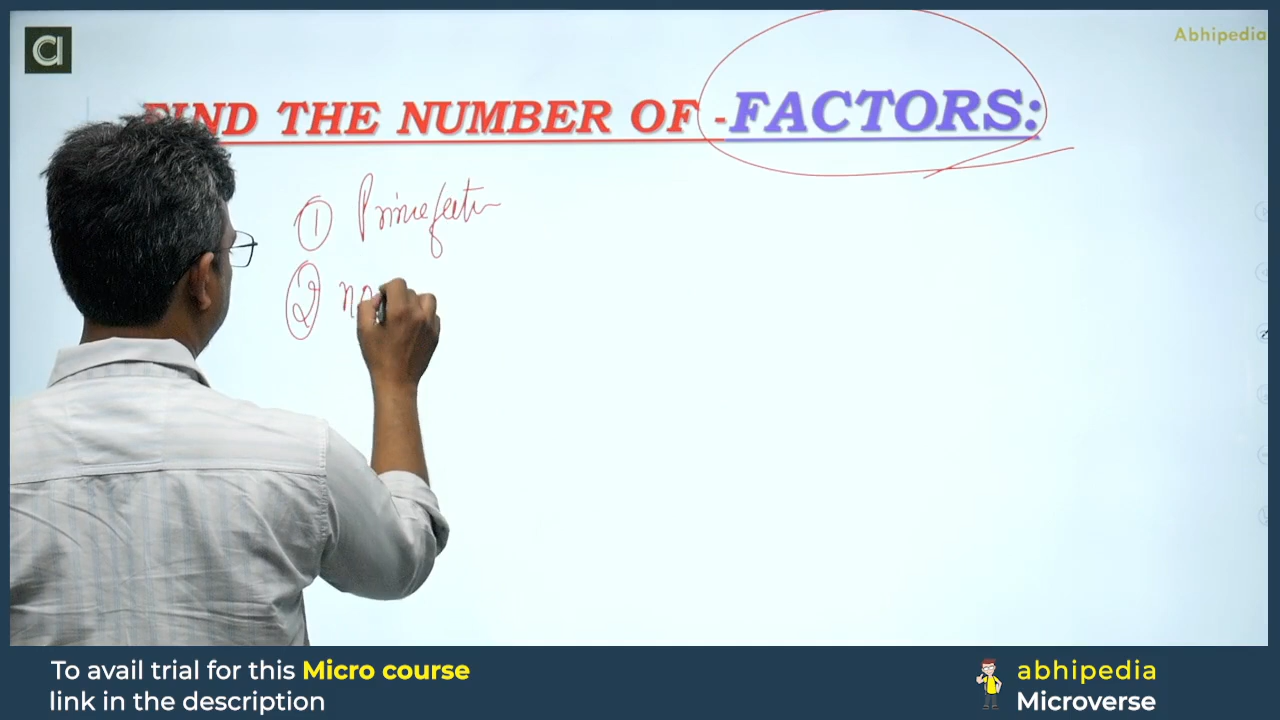 Abhipedia
FIND THE NUMBER OF -FACTORS:
① Prime
②
To avail trial for this Micro course
link in the description
abhipedia
Microverse